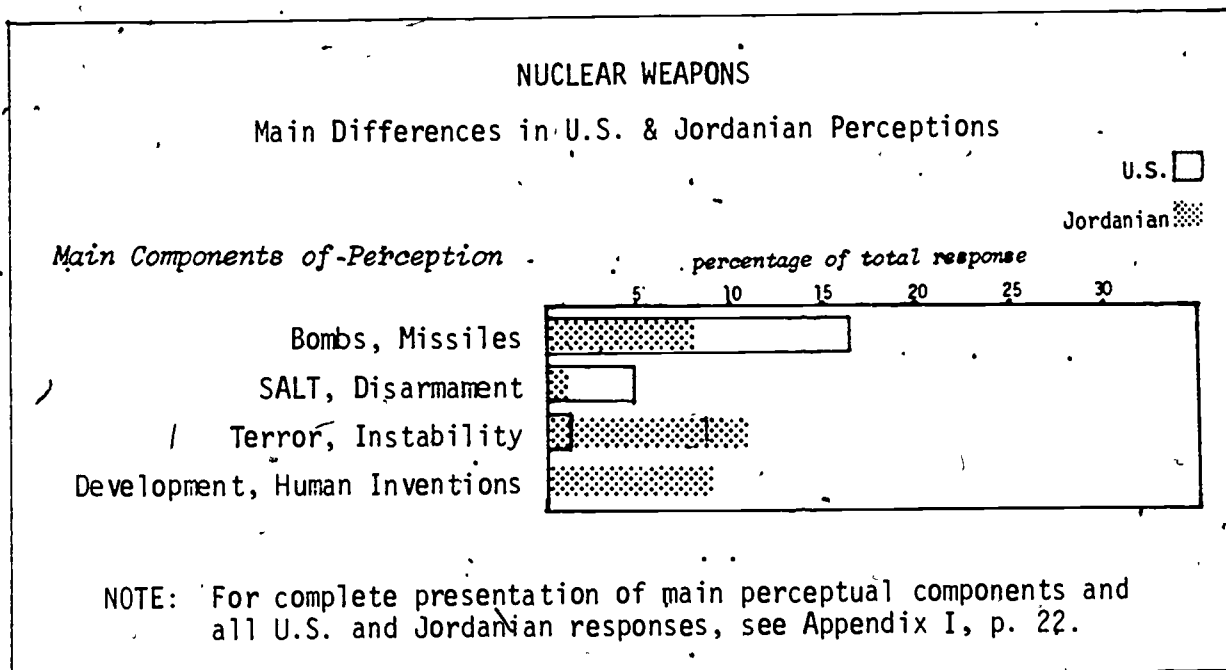 NUCLEAR WEAPONS
Main Differences in U.S. & Jordanian Perceptions
U.S.
Jordanian
Main Components of Perception
percentage of total response
5 10 15 20 25 30
Bombs, Missiles
SALT, Disarmament
Terror, Instability
Development, Human Inventions
NOTE: For complete presentation of main perceptual components and
all U.S. and Jordanian responses, see Appendix I, p. 22.